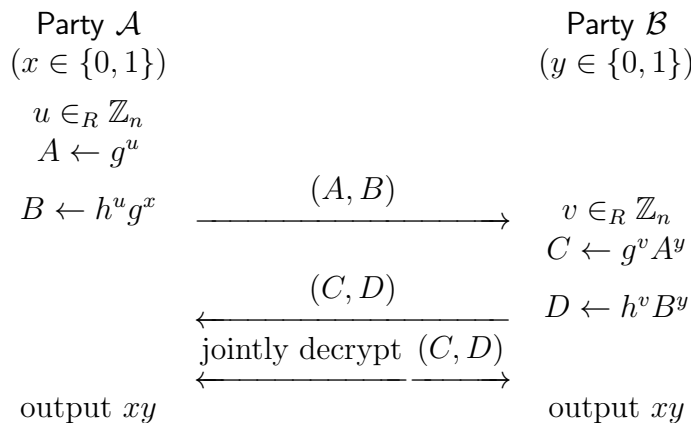 Party 𝒜 Party ℬ
(x ∈ {0, 1}) (y ∈ {0, 1})
u ∈_R ℤ_n
A ← g^u
(A, B)
B ← h^u g^x v ∈_R ℤ_n
C ← g^v A^y
(C, D)
D ← h^v B^y
jointly decrypt (C, D)
output xy output xy